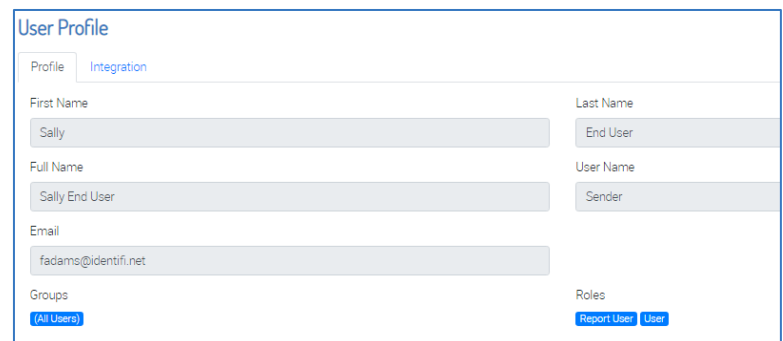 User Profile
Profile Integration
First Name Last Name
Sally End User
Full Name User Name
Sally End User Sender
Email
fadams@identifi.net
Groups Roles
(All Users) Report User User